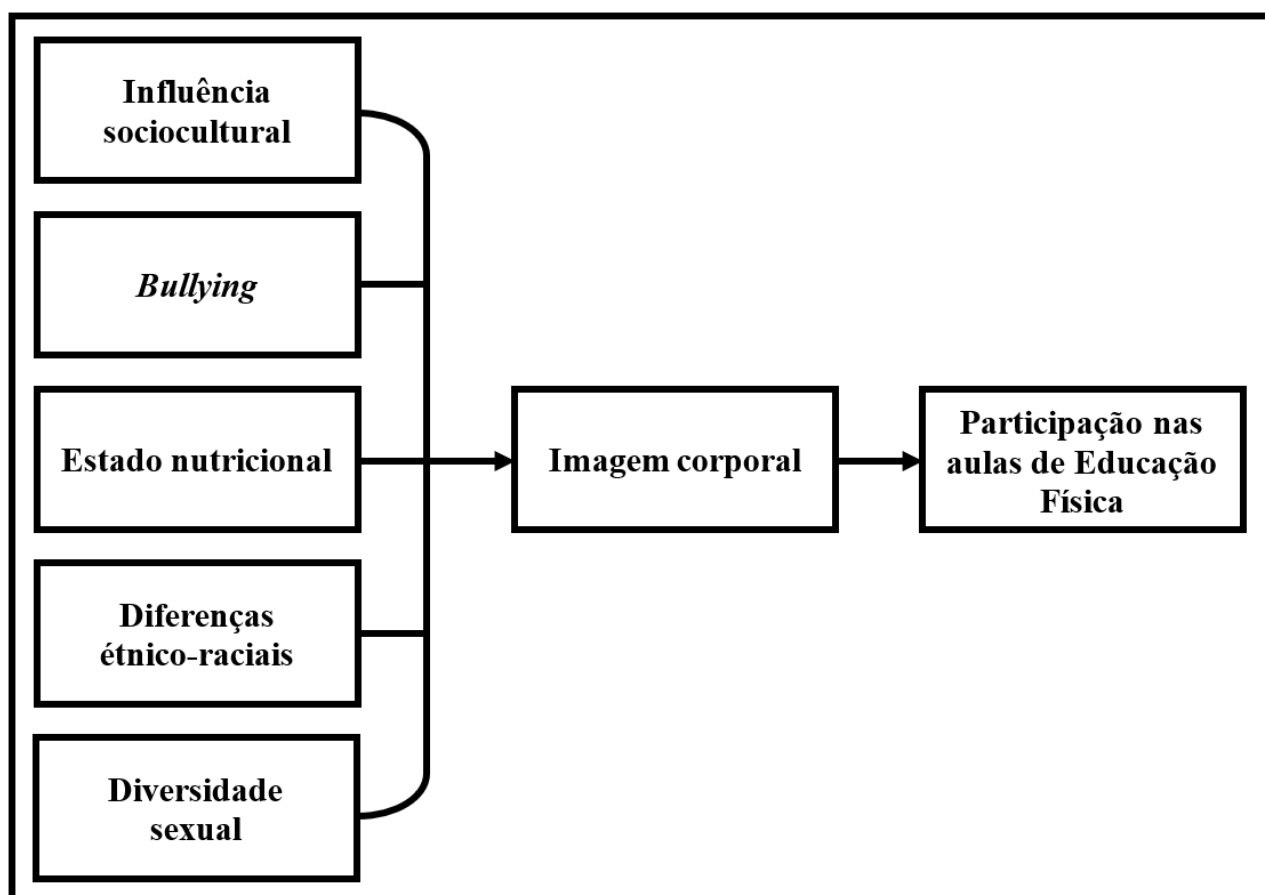 Influência
sociocultural
Bullying
Estado nutricional
Diferenças
étnico-raciais
Diversidade
sexual
Imagem corporal
Participação nas
aulas de Educação
Física